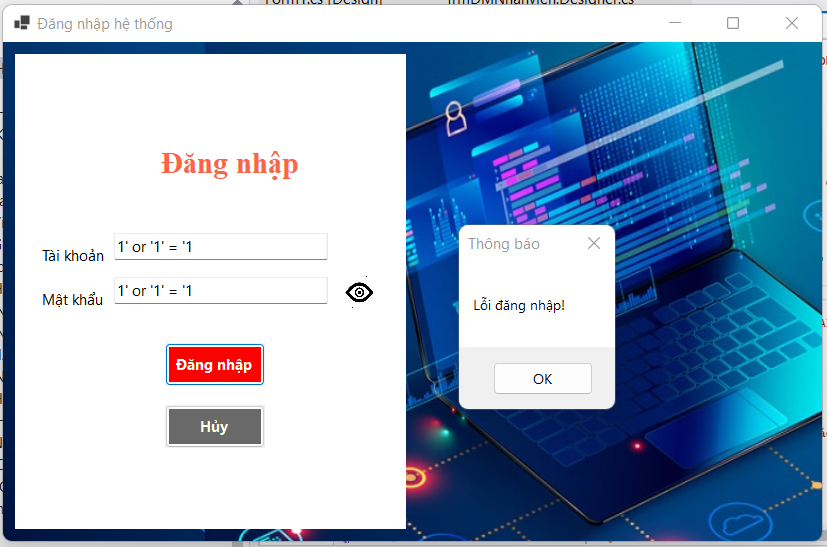 Form1.cs [Design]
frmDMNhanVien.Designer.cs
Đăng nhập hệ thống
Đăng nhập
Tài khoản
1' or '1' = '1
Mật khẩu
1' or '1' = '1
Đăng nhập
Hủy
Thông báo
Lỗi đăng nhập!
OK